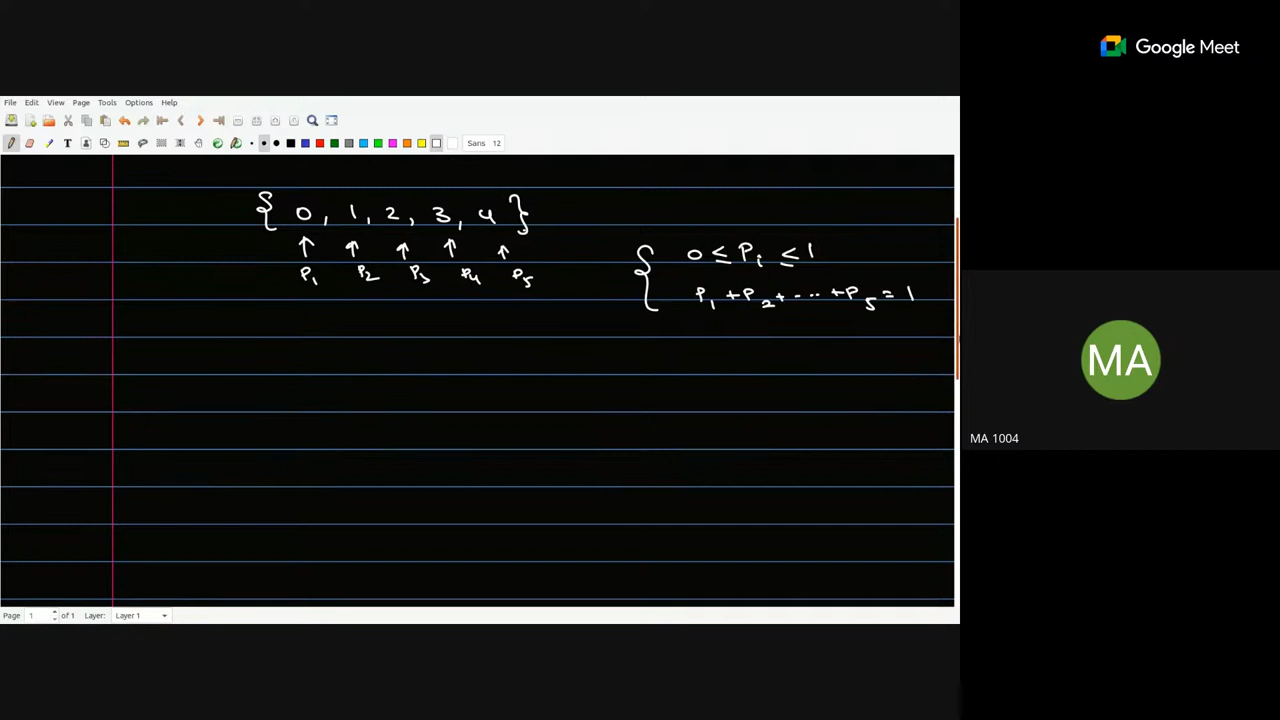 Google Meet
File Edit View Page Tools Options Help
Sans 12
{ 0, 1, 2, 3, 4 }
↑ ↑ ↑ ↑ ↑
P₁ P₂ P₃ P₄ P₅
{ 0 ≤ Pᵢ ≤ 1
P₁ + P₂ + ... + P₅ = 1
MA
MA 1004
Page 1 of 1 Layer: Layer 1